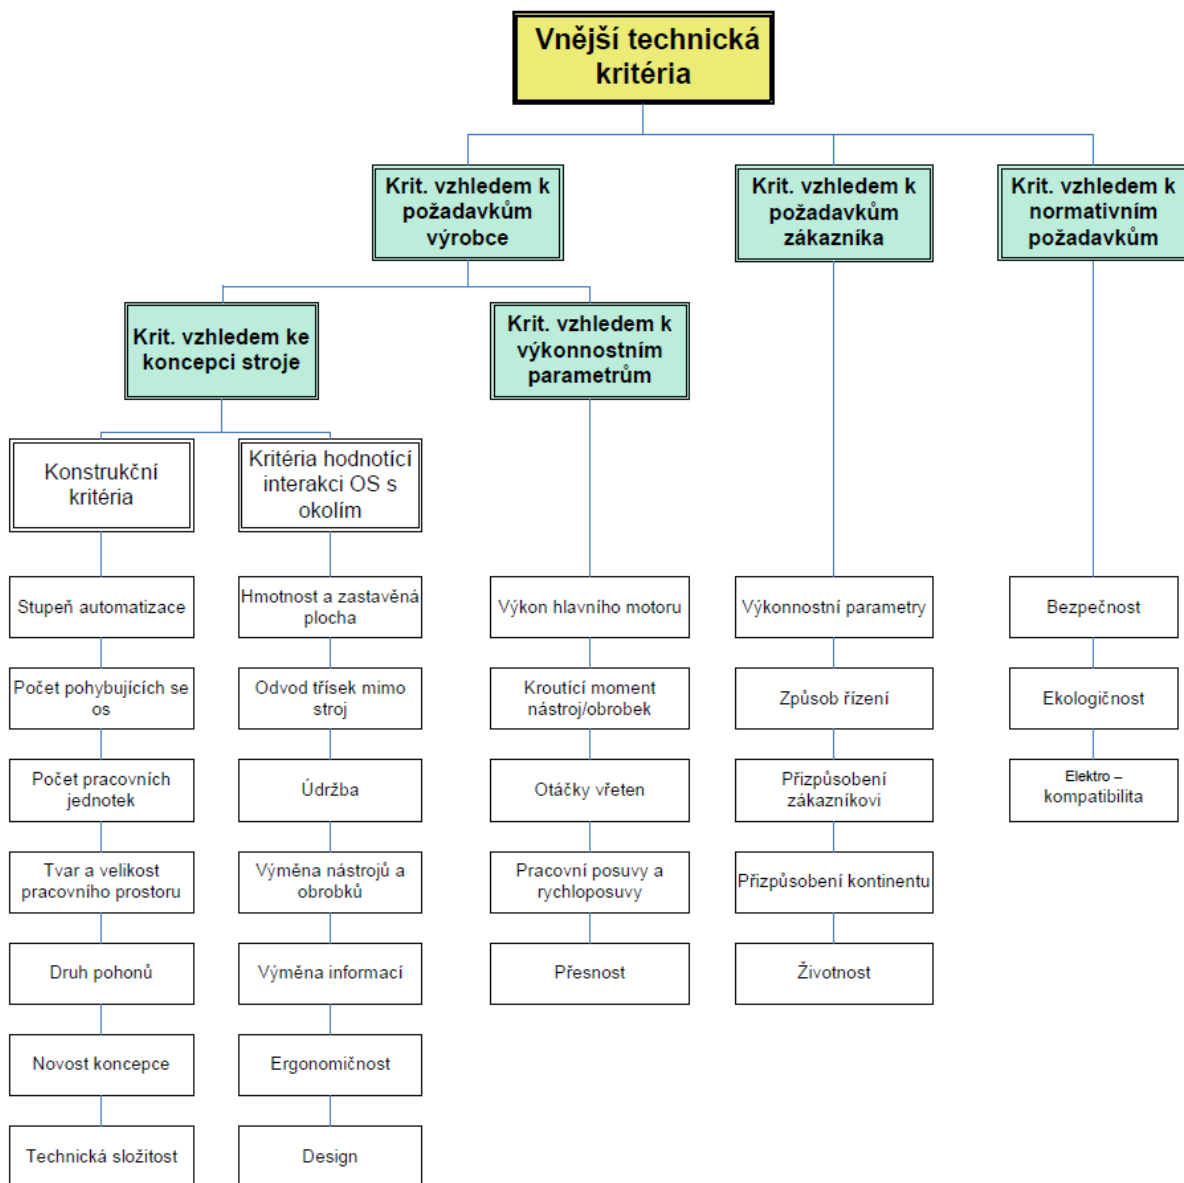 Vnější technická
kritéria
Krit. vzhledem k
požadavkům
výrobce
Krit. vzhledem k
požadavkům
zákazníka
Krit. vzhledem k
normativním
požadavkům
Krit. vzhledem ke
koncepci stroje
Krit. vzhledem k
výkonnostním
parametrům
Konstrukční
kritéria
Kritéria hodnotící
interakci OS s
okolím
Stupeň automatizace
Počet pohybujících se
os
Počet pracovních
jednotek
Tvar a velikost
pracovního prostoru
Druh pohonů
Novost koncepce
Technická složitost
Hmotnost a zastavěná
plocha
Odvod třísek mimo
stroj
Údržba
Výměna nástrojů a
obrobků
Výměna informací
Ergonomičnost
Design
Výkon hlavního motoru
Kroutící moment
nástroj/obrobek
Otáčky vřeten
Pracovní posuvy a
rychloposuvy
Přesnost
Výkonnostní parametry
Způsob řízení
Přizpůsobení
zákazníkovi
Přizpůsobení kontinentu
Životnost
Bezpečnost
Ekologičnost
Elektro –
kompatibilita